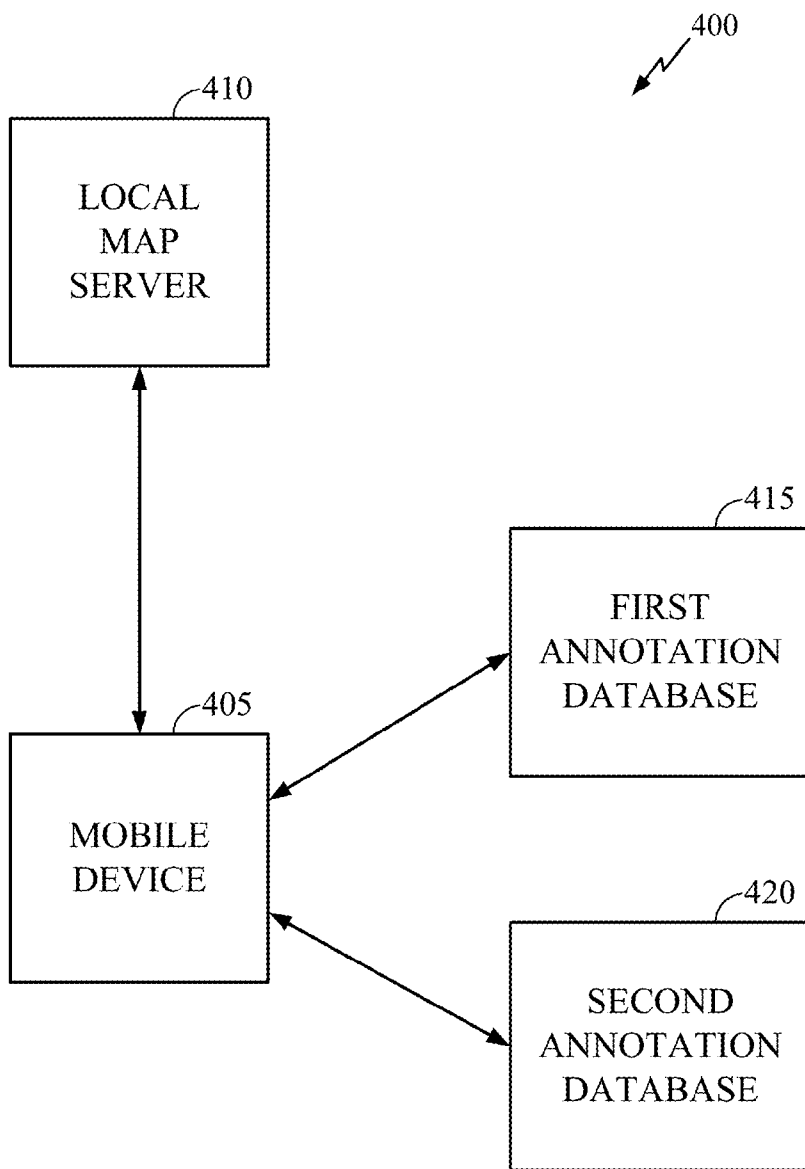 400
410
LOCAL
MAP
SERVER
415
FIRST
ANNOTATION
DATABASE
405
MOBILE
DEVICE
420
SECOND
ANNOTATION
DATABASE